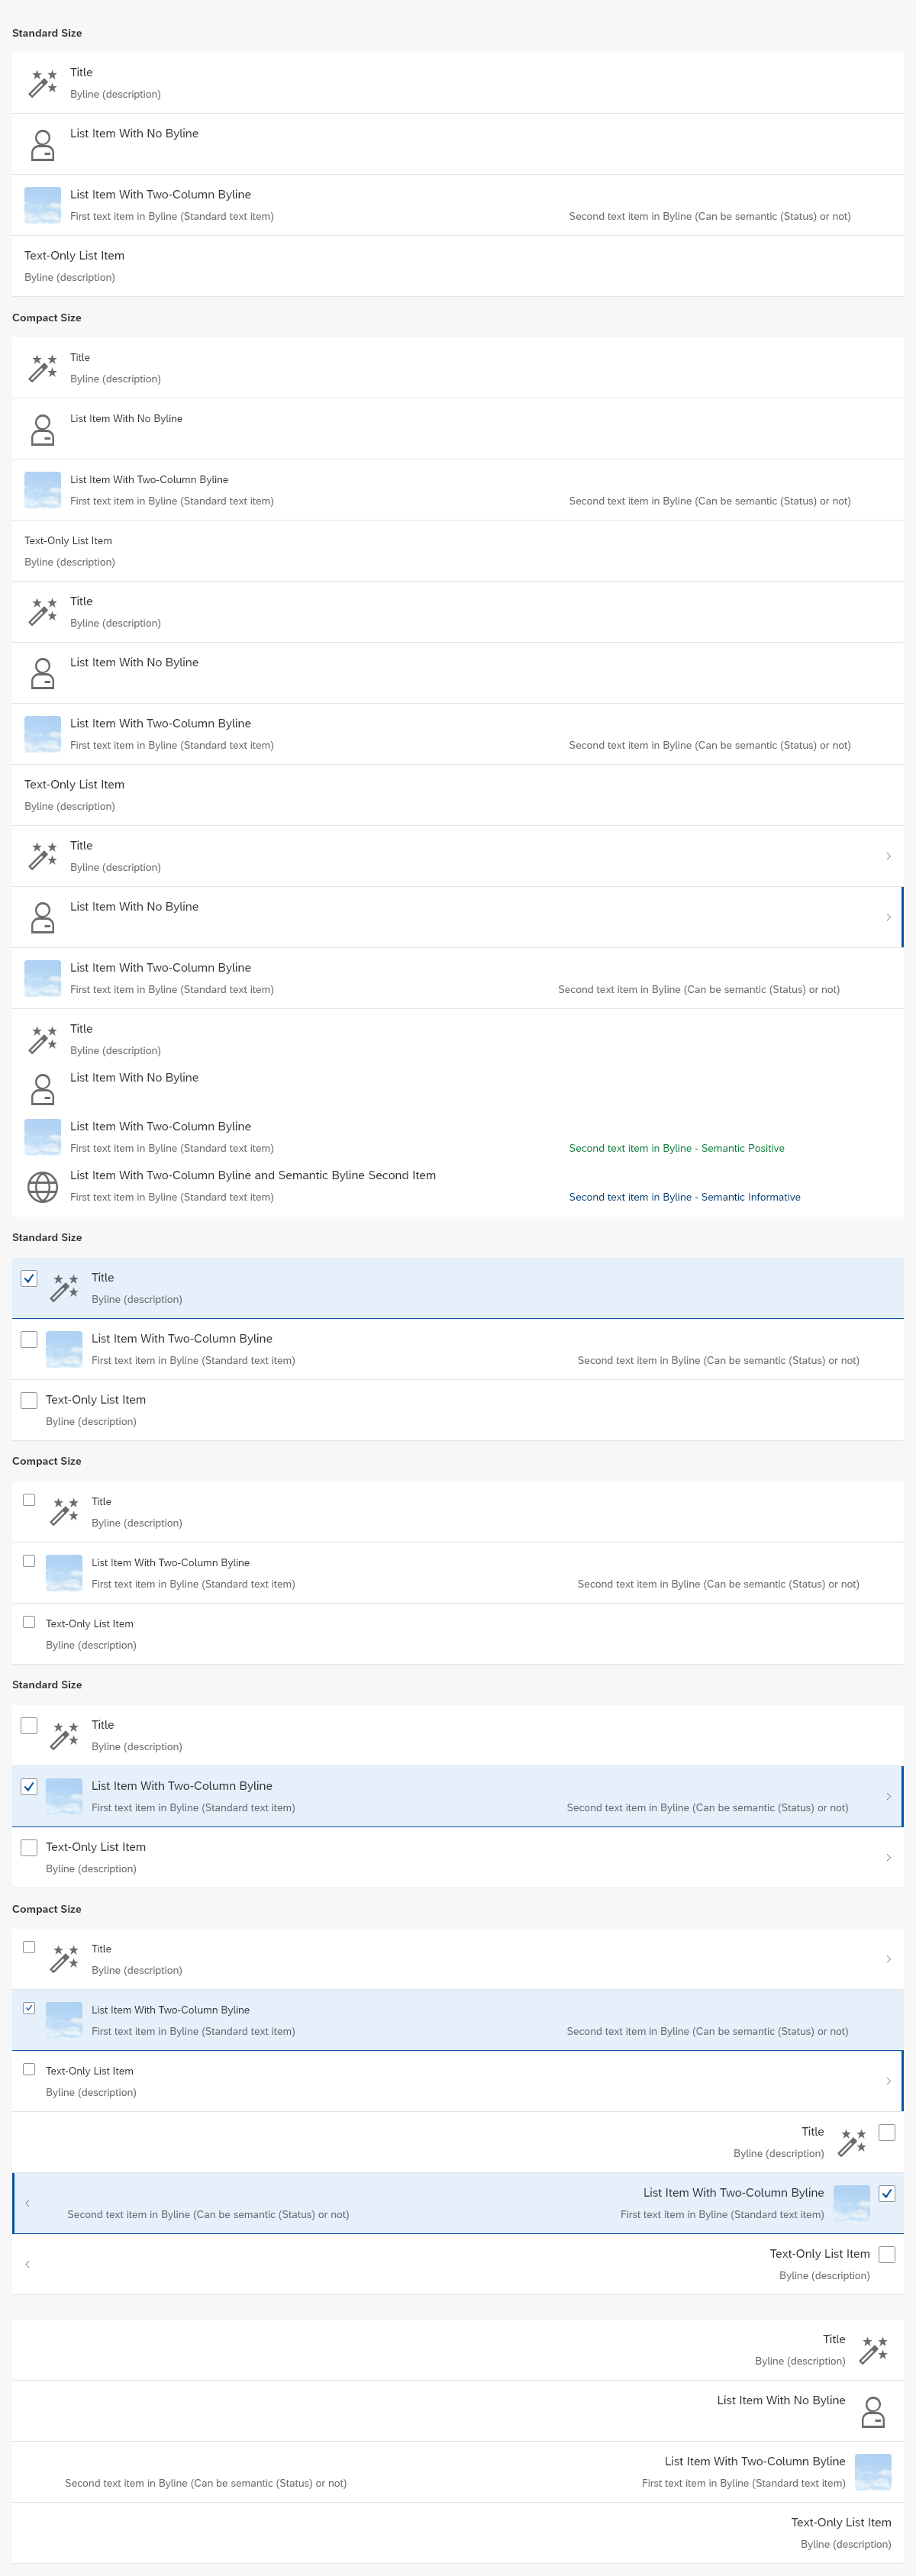 Standard Size
Title
Byline (description)
List Item With No Byline
List Item With Two-Column Byline
First text item in Byline (Standard text item) Second text item in Byline (Can be semantic (Status) or not)
Text-Only List Item
Byline (description)
Compact Size
Title
Byline (description)
List Item With No Byline
List Item With Two-Column Byline
First text item in Byline (Standard text item) Second text item in Byline (Can be semantic (Status) or not)
Text-Only List Item
Byline (description)
Title
Byline (description)
List Item With No Byline
List Item With Two-Column Byline
First text item in Byline (Standard text item) Second text item in Byline (Can be semantic (Status) or not)
Text-Only List Item
Byline (description)
Title
Byline (description)
List Item With No Byline
List Item With Two-Column Byline
First text item in Byline (Standard text item) Second text item in Byline (Can be semantic (Status) or not)
Title
Byline (description)
List Item With No Byline
List Item With Two-Column Byline
First text item in Byline (Standard text item) Second text item in Byline - Semantic Positive
List Item With Two-Column Byline and Semantic Byline Second Item
First text item in Byline (Standard text item) Second text item in Byline - Semantic Informative
Standard Size
Title
Byline (description)
List Item With Two-Column Byline
First text item in Byline (Standard text item) Second text item in Byline (Can be semantic (Status) or not)
Text-Only List Item
Byline (description)
Compact Size
Title
Byline (description)
List Item With Two-Column Byline
First text item in Byline (Standard text item) Second text item in Byline (Can be semantic (Status) or not)
Text-Only List Item
Byline (description)
Standard Size
Title
Byline (description)
List Item With Two-Column Byline
First text item in Byline (Standard text item) Second text item in Byline (Can be semantic (Status) or not)
Text-Only List Item
Byline (description)
Compact Size
Title
Byline (description)
List Item With Two-Column Byline
First text item in Byline (Standard text item) Second text item in Byline (Can be semantic (Status) or not)
Text-Only List Item
Byline (description)
Title
Byline (description)
List Item With Two-Column Byline
Second text item in Byline (Can be semantic (Status) or not) First text item in Byline (Standard text item)
Text-Only List Item
Byline (description)
Title
Byline (description)
List Item With No Byline
List Item With Two-Column Byline
Second text item in Byline (Can be semantic (Status) or not) First text item in Byline (Standard text item)
Text-Only List Item
Byline (description)